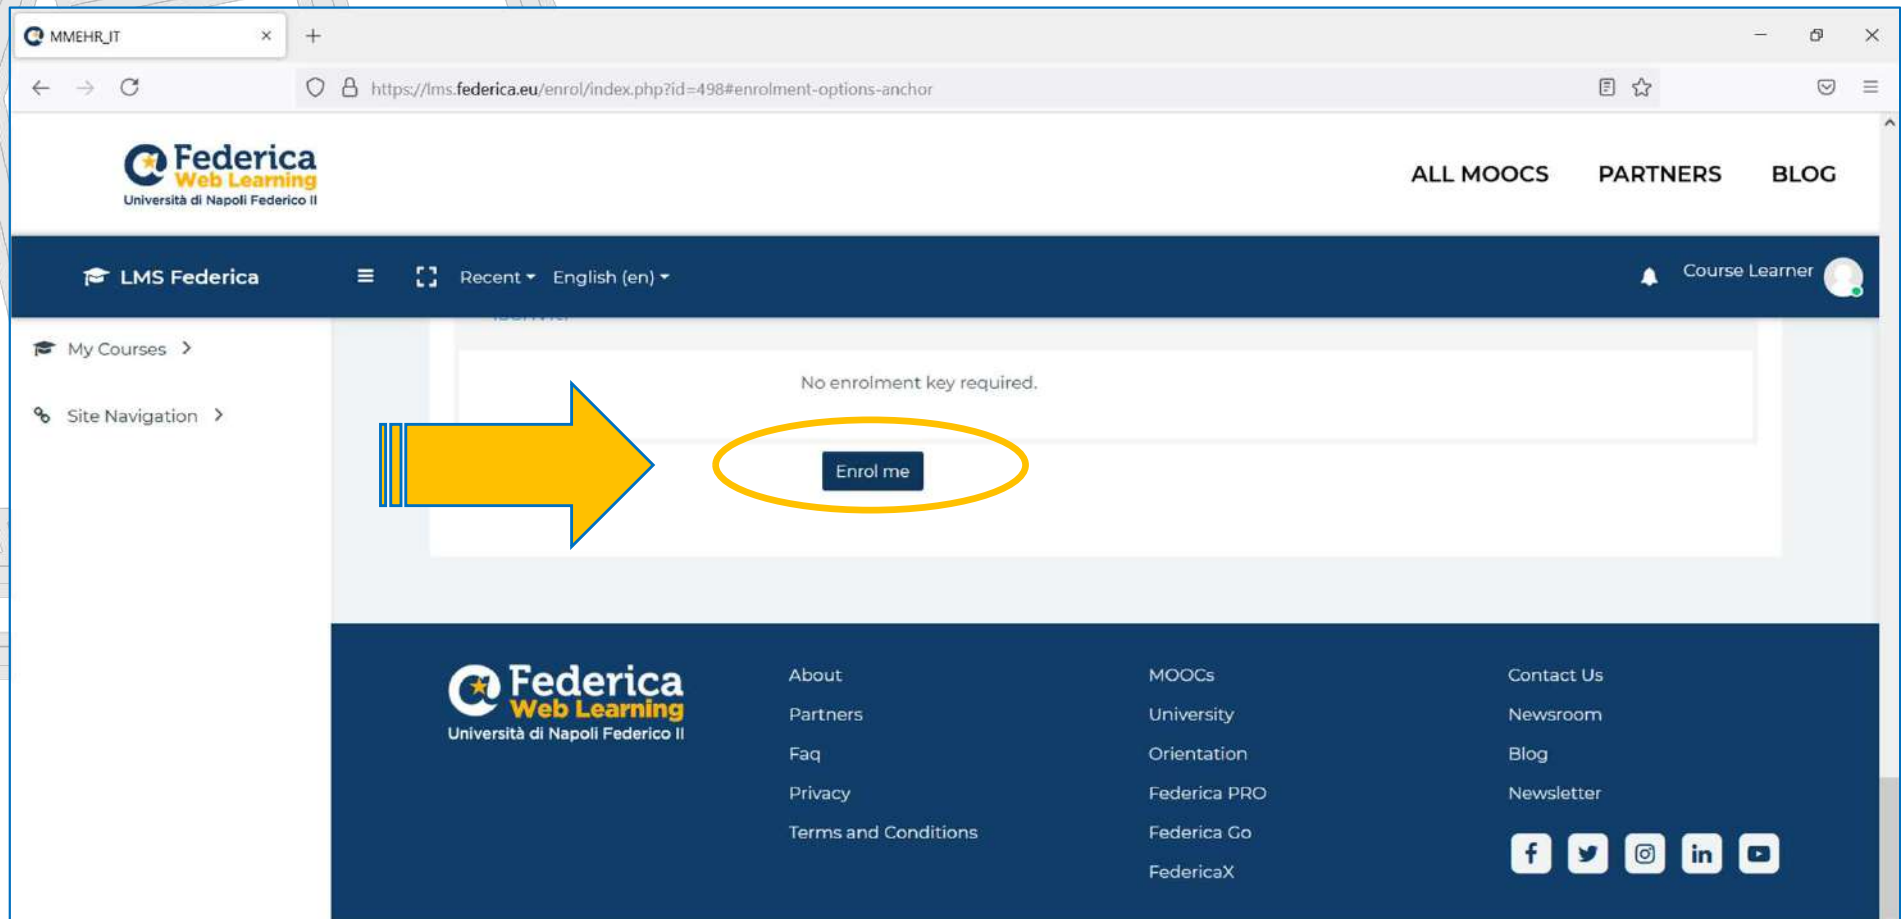 MMEHR_IT
https://lms.federica.eu/enrol/index.php?id=498#enrolment-options-anchor
Federica
Web Learning
Università di Napoli Federico II
ALL MOOCS PARTNERS BLOG
LMS Federica
Recent English (en)
Course Learner
My Courses
Site Navigation
No enrolment key required.
Enrol me
Federica
Web Learning
Università di Napoli Federico II
About
Partners
Faq
Privacy
Terms and Conditions
MOOCs
University
Orientation
Federica PRO
Federica Go
FedericaX
Contact Us
Newsroom
Blog
Newsletter